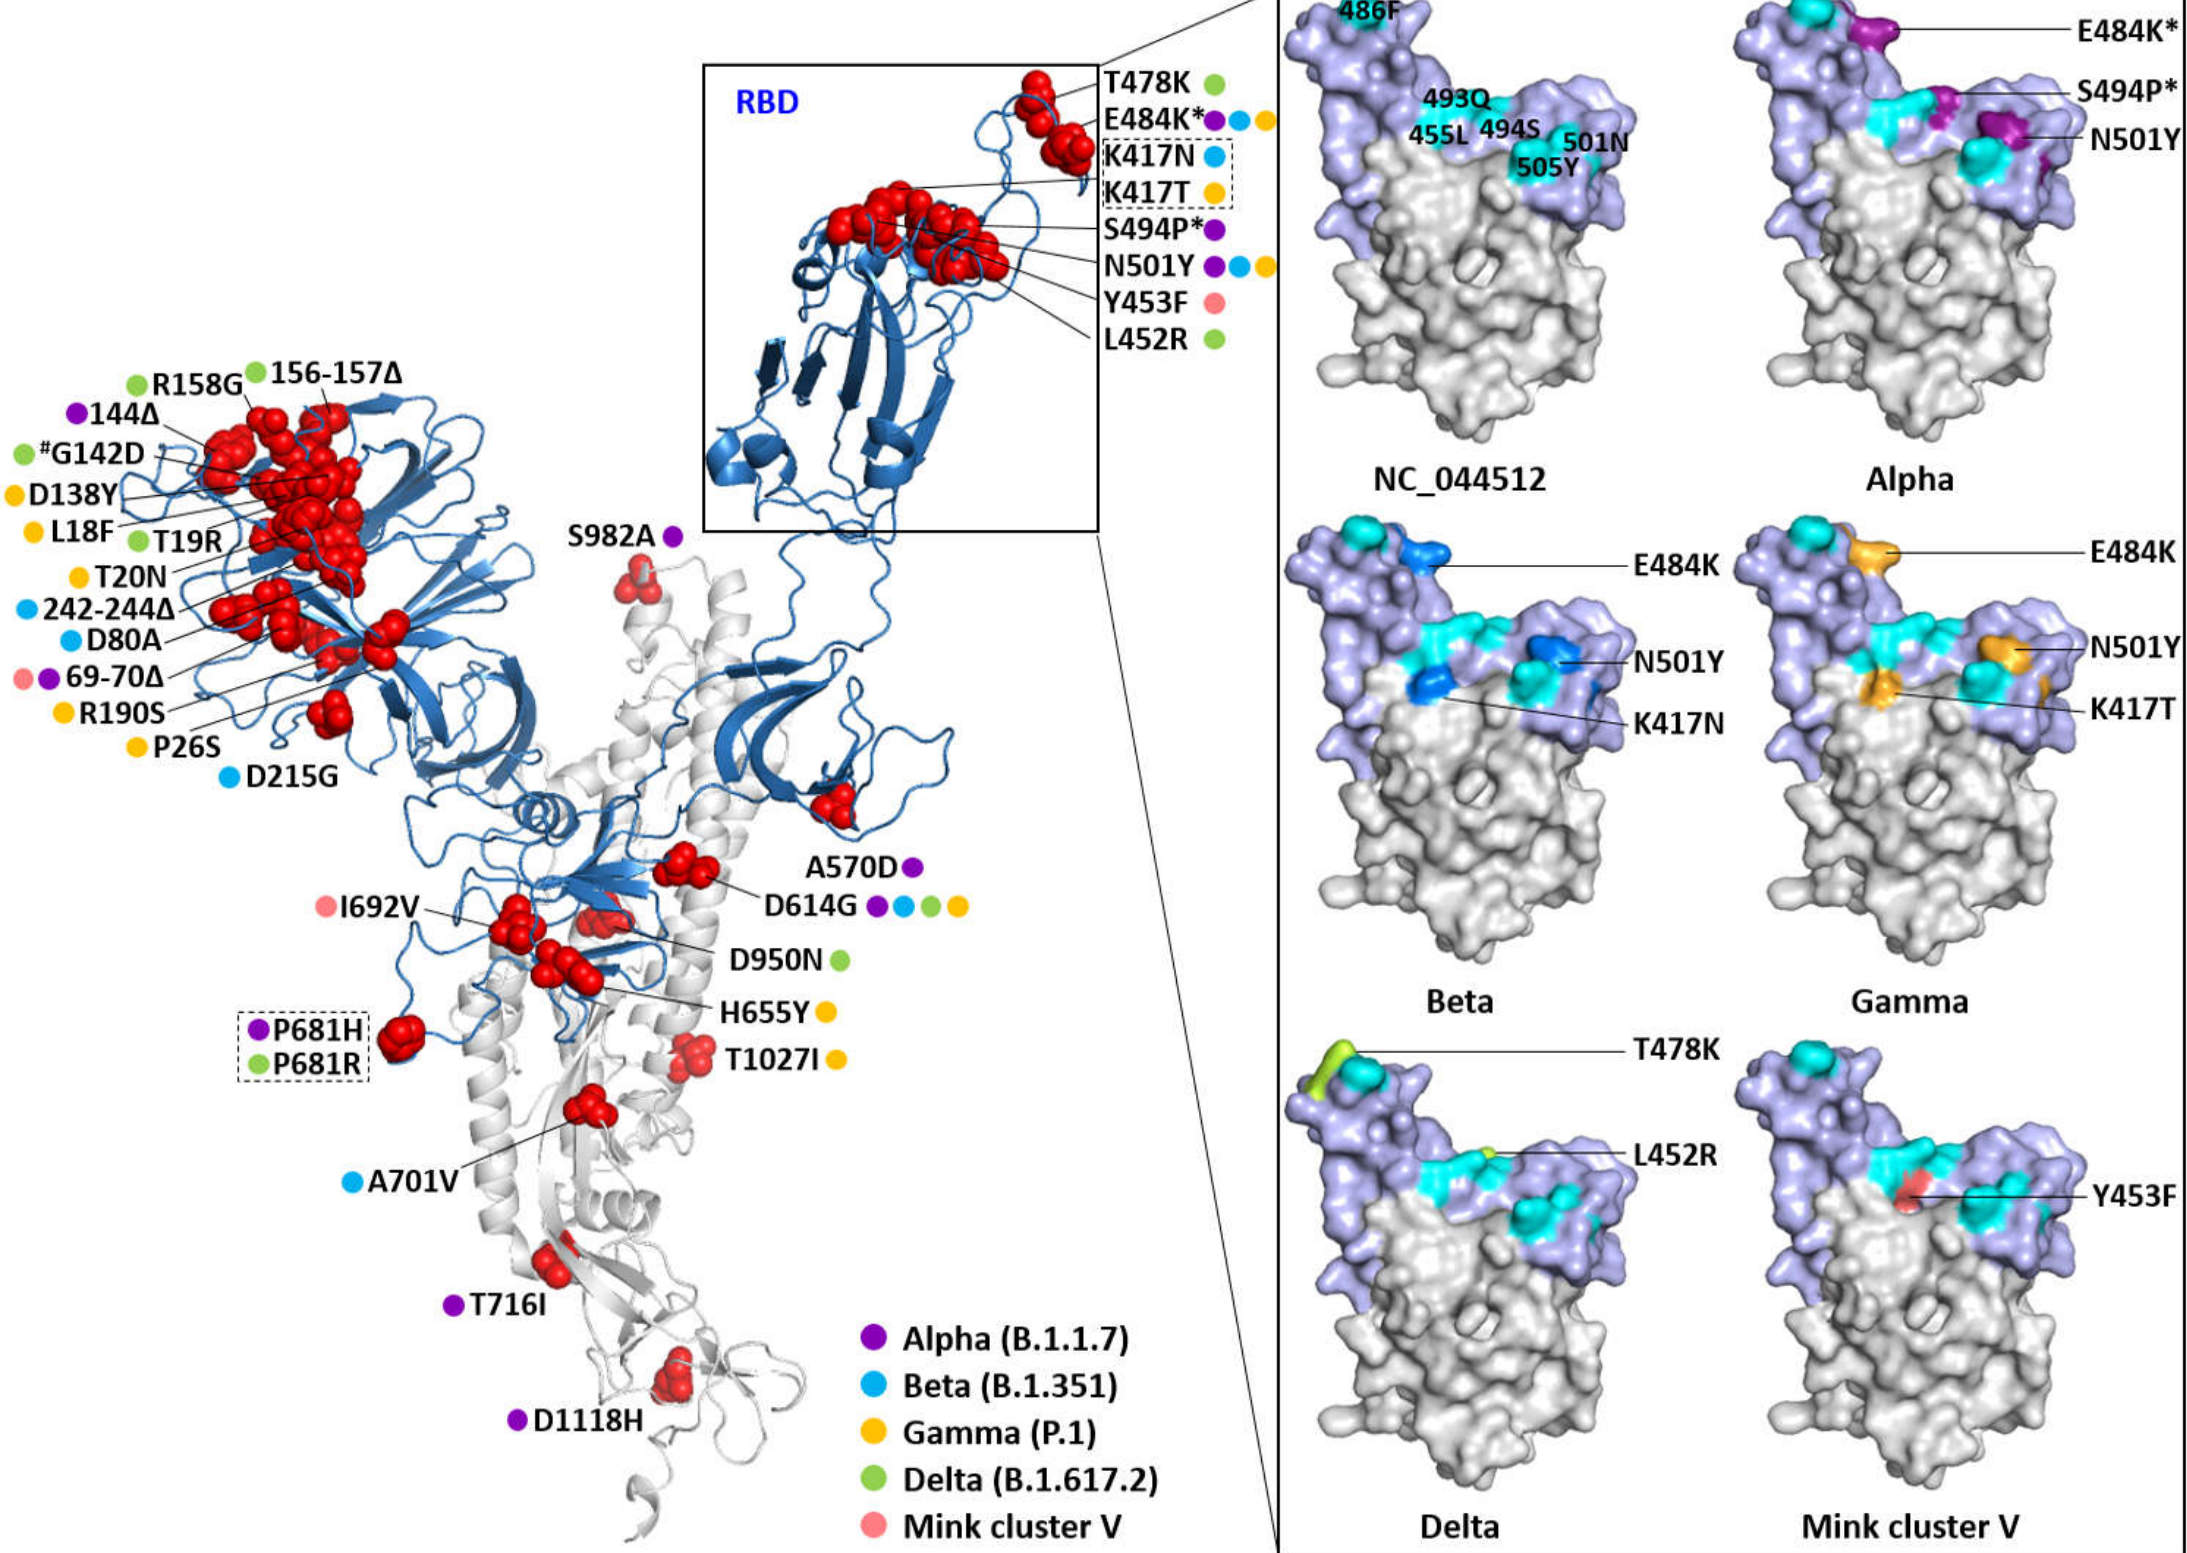 RBD
T478K
E484K*
K417N
K417T
S494P*
N501Y
Y453F
L452R
R158G
156-157Δ
144Δ
#G142D
D138Y
L18F
T19R
T20N
242-244Δ
D80A
69-70Δ
R190S
P26S
D215G
S982A
A570D
D614G
I692V
D950N
H655Y
P681H
P681R
T1027I
A701V
T716I
D1118H
Alpha (B.1.1.7)
Beta (B.1.351)
Gamma (P.1)
Delta (B.1.617.2)
Mink cluster V
486F
493Q
455L
494S
501N
505Y
NC_044512
E484K*
S494P*
N501Y
Alpha
E484K
N501Y
K417N
Beta
E484K
N501Y
K417T
Gamma
T478K
L452R
Delta
Y453F
Mink cluster V